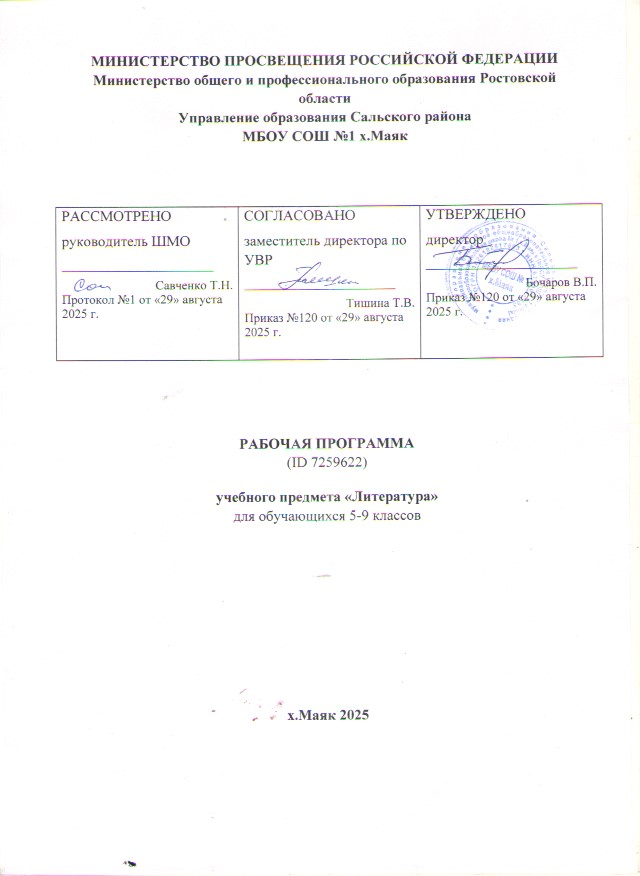 МИНИСТЕРСТВО ПРОСВЕЩЕНИЯ РОССИЙСКОЙ ФЕДЕРАЦИИ
Министерство общего и профессионального образования Ростовской
области
Управление образования Сальского района
МБОУ СОШ №1 х.Маяк
РАССМОТРЕНО
руководитель ШМО
Савченко Т.Н.
Протокол №1 от «29» августа
2025 г.
СОГЛАСОВАНО
заместитель директора по
УВР
Тишина Т.В.
Приказ №120 от «29» августа
2025 г.
УТВЕРЖДЕНО
директор
Бочаров В.П.
Приказ №120 от «29» августа
2025 г.
РАБОЧАЯ ПРОГРАММА
(ID 7259622)
учебного предмета «Литература»
для обучающихся 5-9 классов
х.Маяк 2025